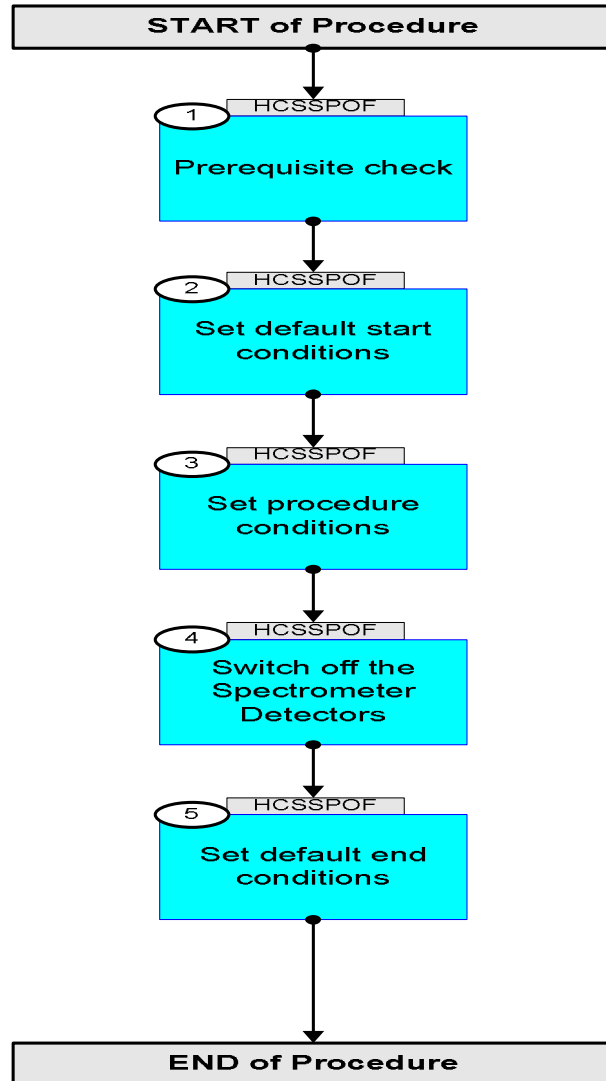 START of Procedure
HCSSPOF
1
Prerequisite check
HCSSPOF
2
Set default start
conditions
HCSSPOF
3
Set procedure
conditions
HCSSPOF
4
Switch off the
Spectrometer
Detectors
HCSSPOF
5
Set default end
conditions
END of Procedure